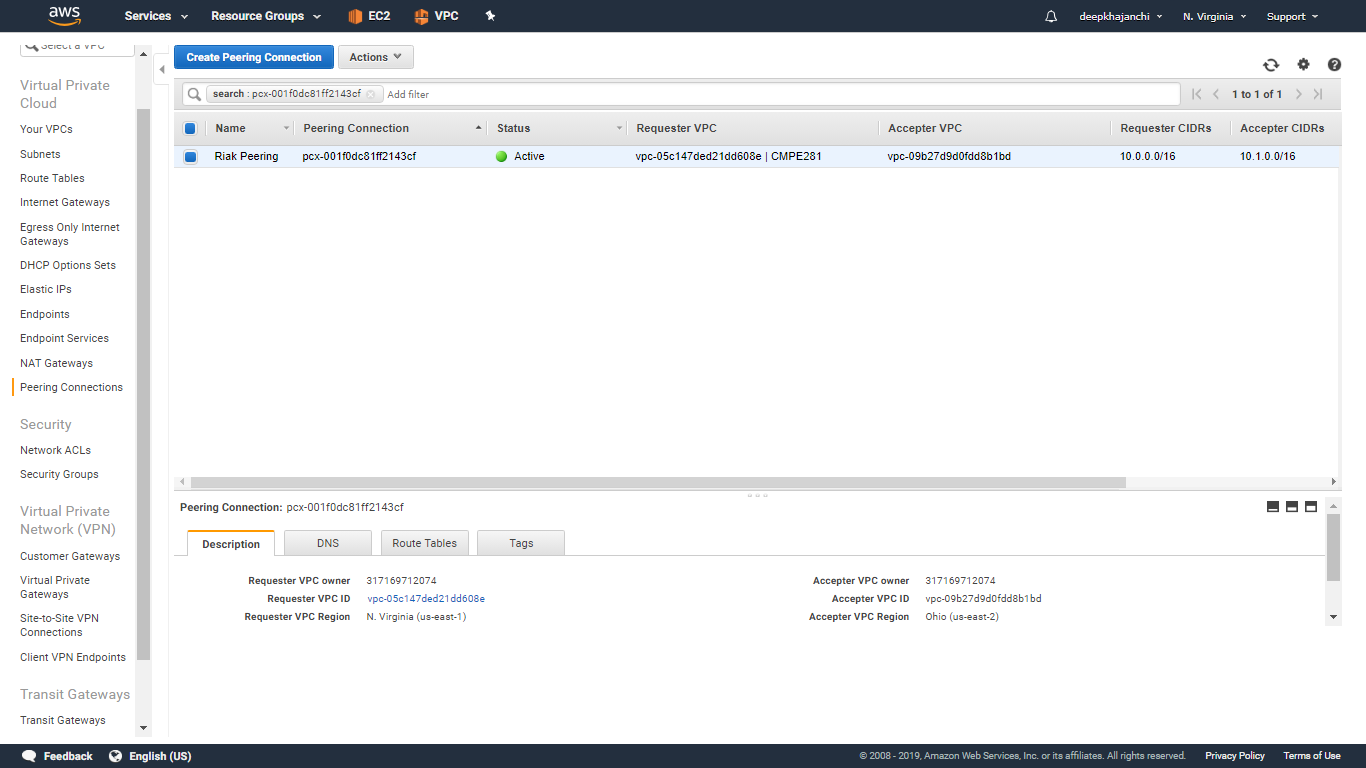 aws Services Resource Groups EC2 VPC deepkhajanchi N. Virginia Support
Select a VPC
Virtual Private
Cloud
Your VPCs
Subnets
Route Tables
Internet Gateways
Egress Only Internet
Gateways
DHCP Options Sets
Elastic IPs
Endpoints
Endpoint Services
NAT Gateways
Peering Connections
Security
Network ACLs
Security Groups
Virtual Private
Network (VPN)
Customer Gateways
Virtual Private
Gateways
Site-to-Site VPN
Connections
Client VPN Endpoints
Transit Gateways
Transit Gateways
Create Peering Connection Actions
search : pcx-001f0dc81ff2143cf Add filter 1 to 1 of 1
Name Peering Connection Status Requester VPC Accepter VPC Requester CIDRs Accepter CIDRs
Riak Peering pcx-001f0dc81ff2143cf Active vpc-05c147ded21dd608e | CMPE281 vpc-09b27d9d0fdd8b1bd 10.0.0.0/16 10.1.0.0/16
Peering Connection: pcx-001f0dc81ff2143cf
Description DNS Route Tables Tags
Requester VPC owner 317169712074 Accepter VPC owner 317169712074
Requester VPC ID vpc-05c147ded21dd608e Accepter VPC ID vpc-09b27d9d0fdd8b1bd
Requester VPC Region N. Virginia (us-east-1) Accepter VPC Region Ohio (us-east-2)
Feedback English (US) © 2008 - 2019, Amazon Web Services, Inc. or its affiliates. All rights reserved. Privacy Policy Terms of Use